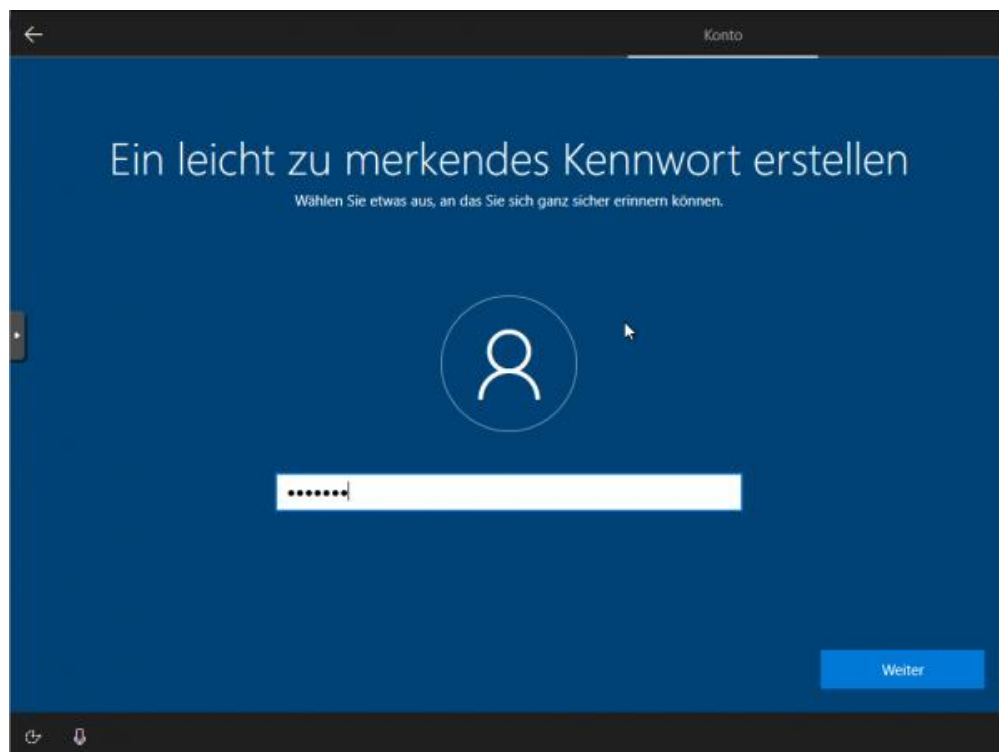 Konto
Ein leicht zu merkendes Kennwort erstellen
Wählen Sie etwas aus, an das Sie sich ganz sicher erinnern können.
•••••••
Weiter